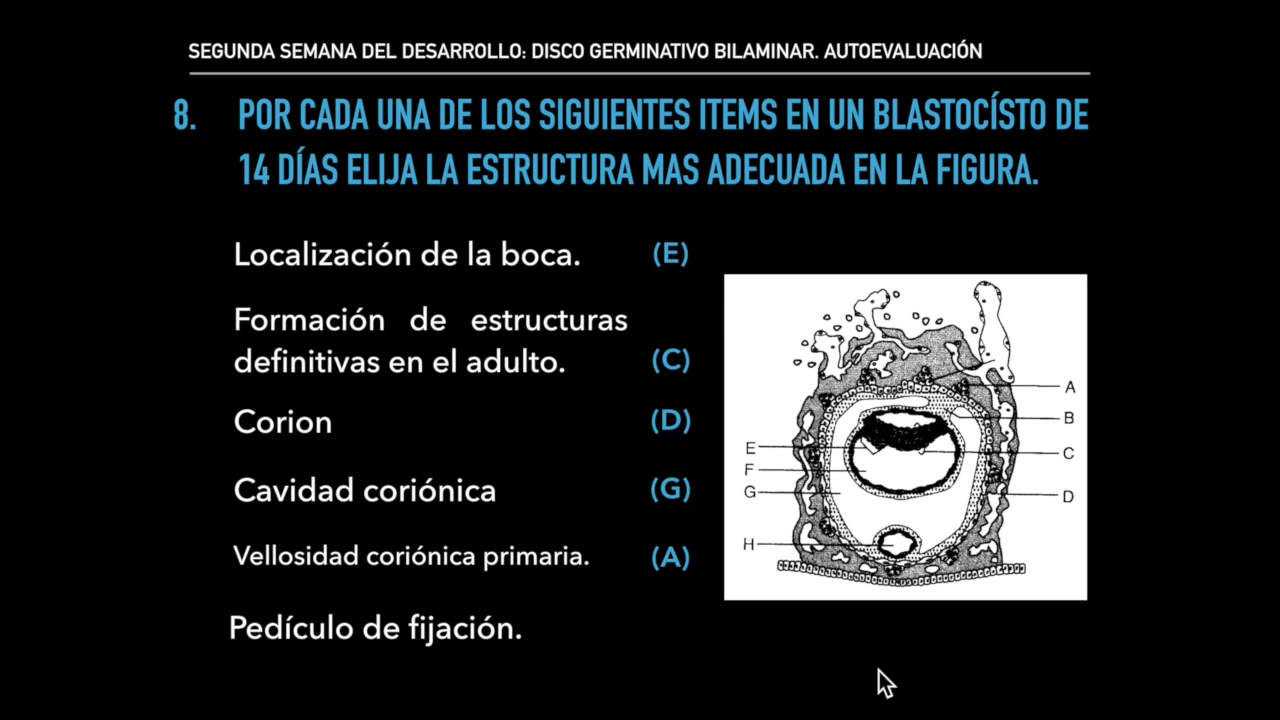 SEGUNDA SEMANA DEL DESARROLLO: DISCO GERMINATIVO BILAMINAR. AUTOEVALUACIÓN
8. POR CADA UNA DE LOS SIGUIENTES ITEMS EN UN BLASTOCÍSTO DE
14 DÍAS ELIJA LA ESTRUCTURA MAS ADECUADA EN LA FIGURA.
Localización de la boca. (E)
Formación de estructuras
definitivas en el adulto. (C)
Corion (D)
Cavidad coriónica (G)
Vellosidad coriónica primaria. (A)
Pedículo de fijación.
A
B
E
C
F
G
D
H